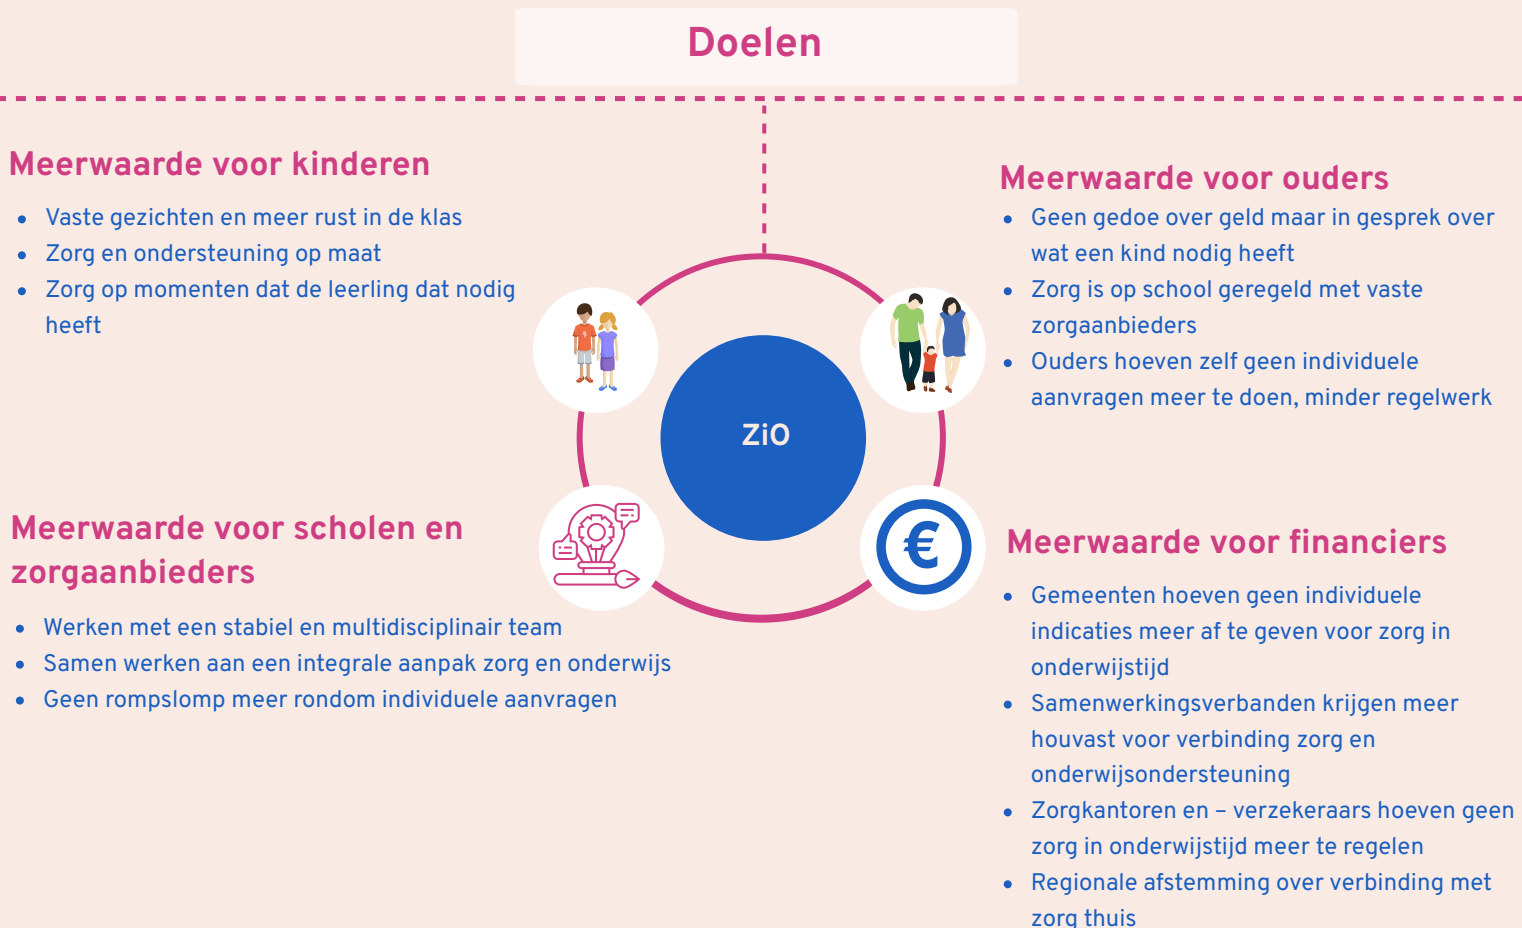 Doelen
Meerwaarde voor kinderen
• Vaste gezichten en meer rust in de klas
• Zorg en ondersteuning op maat
• Zorg op momenten dat de leerling dat nodig
heeft
Meerwaarde voor ouders
• Geen gedoe over geld maar in gesprek over
wat een kind nodig heeft
• Zorg is op school geregeld met vaste
zorgaanbieders
• Ouders hoeven zelf geen individuele
aanvragen meer te doen, minder regelwerk
ZiO
€
Meerwaarde voor scholen en
zorgaanbieders
• Werken met een stabiel en multidisciplinair team
• Samen werken aan een integrale aanpak zorg en onderwijs
• Geen rompslomp meer rondom individuele aanvragen
Meerwaarde voor financiers
• Gemeenten hoeven geen individuele
indicaties meer af te geven voor zorg in
onderwijstijd
• Samenwerkingsverbanden krijgen meer
houvast voor verbinding zorg en
onderwijsondersteuning
• Zorgkantoren en – verzekeraars hoeven geen
zorg in onderwijstijd meer te regelen
• Regionale afstemming over verbinding met
zorg thuis